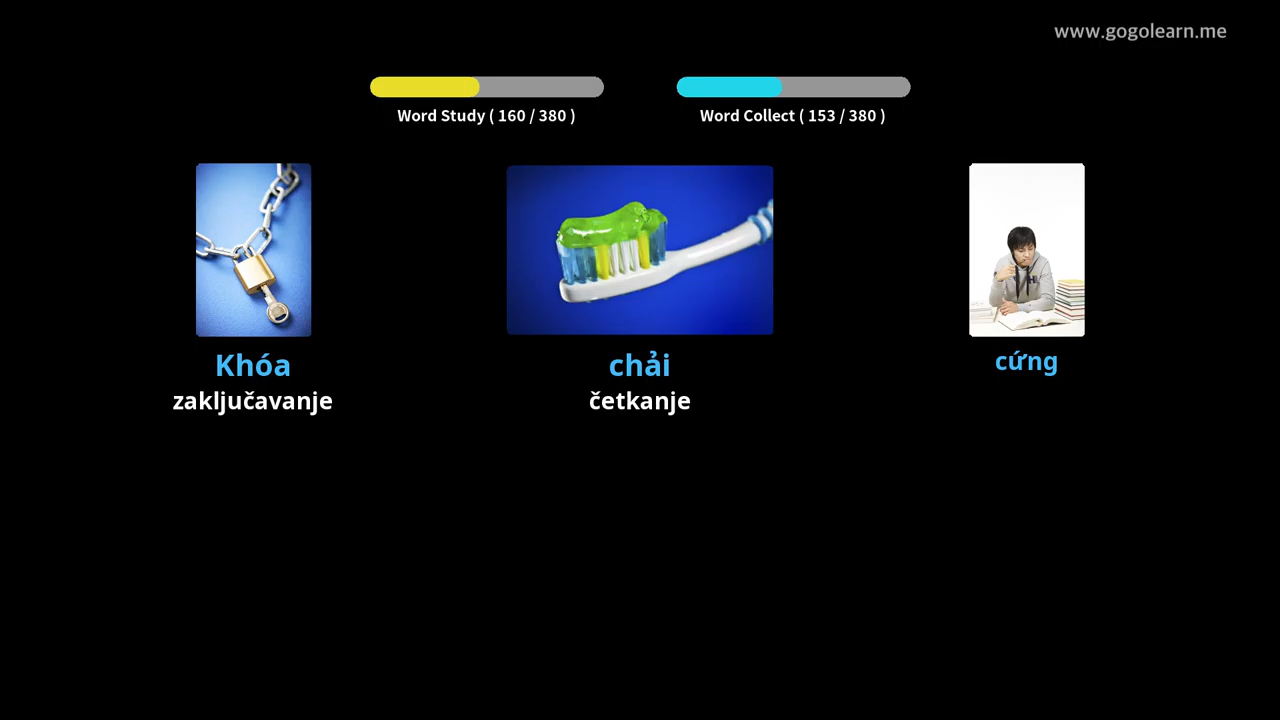 www.gogolearn.me
Word Study ( 160 / 380 )
Word Collect ( 153 / 380 )
Khóa
zaključavanje
chải
četkanje
cứng